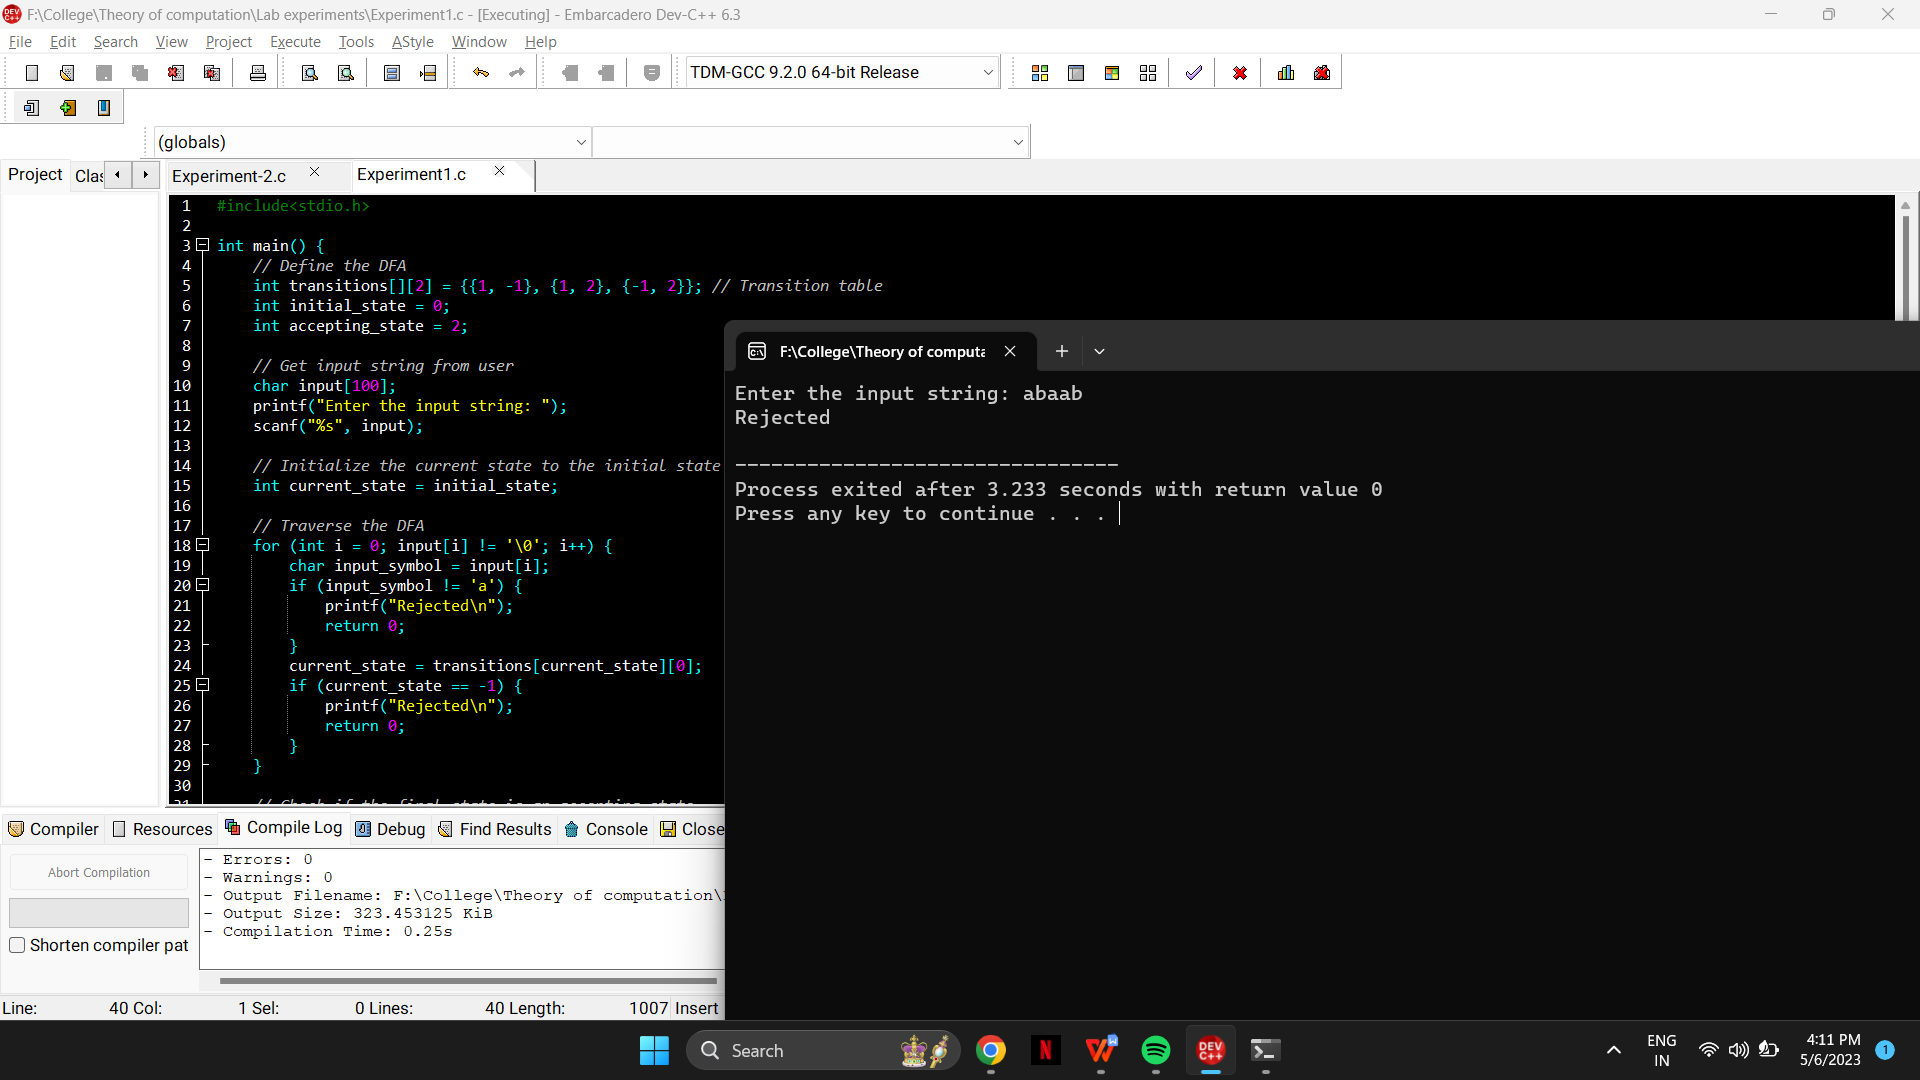 F:\College\Theory of computation\Lab experiments\Experiment1.c - [Executing] - Embarcadero Dev-C++ 6.3
File Edit Search View Project Execute Tools AStyle Window Help
TDM-GCC 9.2.0 64-bit Release
(globals)
Project Clas
Experiment-2.c Experiment1.c
1 #include<stdio.h>
2
3 int main() {
4 // Define the DFA
5 int transitions[][2] = {{1, -1}, {1, 2}, {-1, 2}}; // Transition table
6 int initial_state = 0;
7 int accepting_state = 2;
8
9 // Get input string from user
10 char input[100];
11 printf("Enter the input string: ");
12 scanf("%s", input);
13
14 // Initialize the current state to the initial state
15 int current_state = initial_state;
16
17 // Traverse the DFA
18 for (int i = 0; input[i] != '\0'; i++) {
19 char input_symbol = input[i];
20 if (input_symbol != 'a') {
21 printf("Rejected\n");
22 return 0;
23 }
24 current_state = transitions[current_state][0];
25 if (current_state == -1) {
26 printf("Rejected\n");
27 return 0;
28 }
29 }
30
31 // Check if the final state is an accepting state
F:\College\Theory of computa
Enter the input string: abaab
Rejected
--------------------------------
Process exited after 3.233 seconds with return value 0
Press any key to continue . . .
Compiler Resources Compile Log Debug Find Results Console Close
Abort Compilation
Shorten compiler pat
- Errors: 0
- Warnings: 0
- Output Filename: F:\College\Theory of computation\
- Output Size: 323.453125 KiB
- Compilation Time: 0.25s
Line: 40 Col: 1 Sel: 0 Lines: 40 Length: 1007 Insert
Search
DEV C++
ENG
IN
4:11 PM
5/6/2023
1